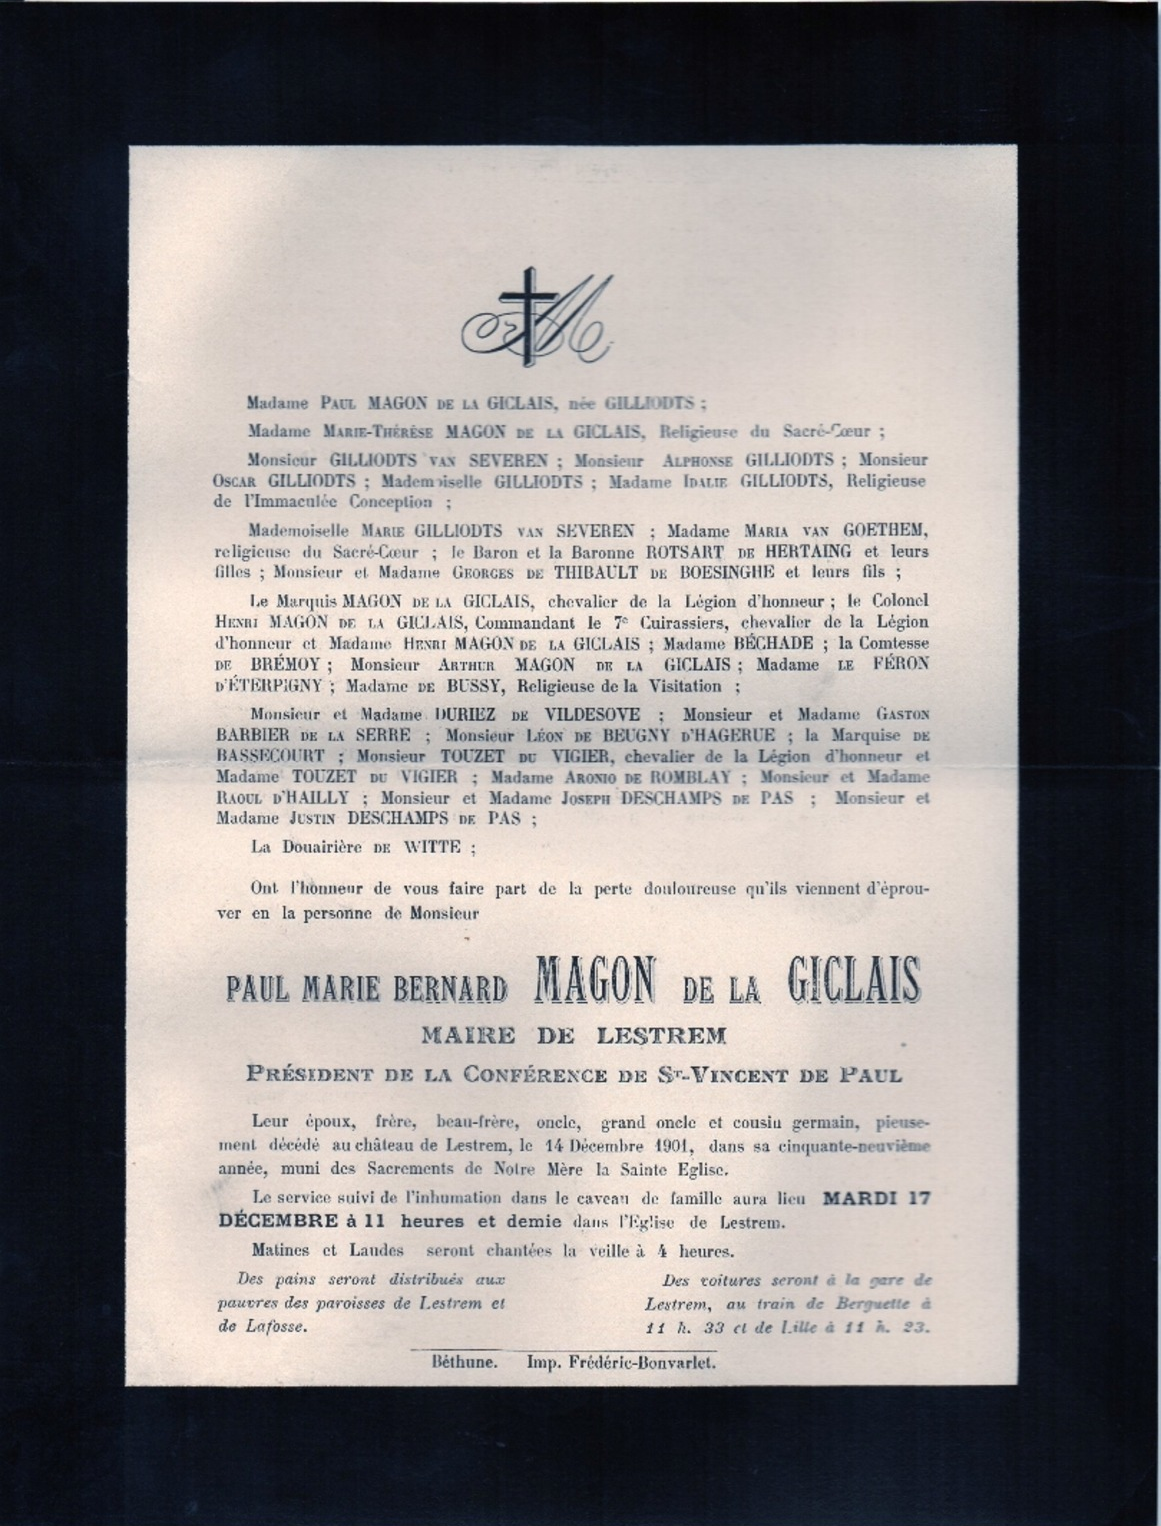 M
Madame PAUL MAGON DE LA GICLAIS, née GILLIODTS ;
Madame MARIE-THÉRÈSE MAGON DE LA GICLAIS, Religieuse du Sacré-Cœur ;
Monsieur GILLIODTS VAN SEVEREN ; Monsieur ALPHONSE GILLIODTS ; Monsieur
OSCAR GILLIODTS ; Mademoiselle GILLIODTS ; Madame IDALIE GILLIODTS, Religieuse
de l'Immaculée Conception ;
Mademoiselle MARIE GILLIODTS VAN SEVEREN ; Madame MARIA VAN GOETHEM,
religieuse du Sacré-Cœur ; le Baron et la Baronne ROTSART DE HERTAING et leurs
filles ; Monsieur et Madame GEORGES DE THIBAULT DE BOESINGHE et leurs fils ;
Le Marquis MAGON DE LA GICLAIS, chevalier de la Légion d'honneur ; le Colonel
HENRI MAGON DE LA GICLAIS, Commandant le 7e Cuirassiers, chevalier de la Légion
d'honneur et Madame HENRI MAGON DE LA GICLAIS ; Madame BÉCHADE ; la Comtesse
DE BRÉMOY ; Monsieur ARTHUR MAGON DE LA GICLAIS ; Madame LE FÉRON
D'ÉTERPIGNY ; Madame DE BUSSY, Religieuse de la Visitation ;
Monsieur et Madame DURIEZ DE VILDESOVE ; Monsieur et Madame GASTON
BARBIER DE LA SERRE ; Monsieur LÉON DE BEUGNY D'HAGERUE ; la Marquise DE
BASSECOURT ; Monsieur TOUZET DU VIGIER, chevalier de la Légion d'honneur et
Madame TOUZET DU VIGIER ; Madame ARONIO DE ROMBLAY ; Monsieur et Madame
RAOUL D'HAILLY ; Monsieur et Madame JOSEPH DESCHAMPS DE PAS ; Monsieur et
Madame JUSTIN DESCHAMPS DE PAS ;
La Douairière DE WITTE ;
Ont l'honneur de vous faire part de la perte douloureuse qu'ils viennent d'éprou-
ver en la personne de Monsieur
PAUL MARIE BERNARD MAGON DE LA GICLAIS
MAIRE DE LESTREM
PRÉSIDENT DE LA CONFÉRENCE DE ST-VINCENT DE PAUL
Leur époux, frère, beau-frère, oncle, grand oncle et cousin germain, pieuse-
ment décédé au château de Lestrem, le 14 Décembre 1901, dans sa cinquante-neuvième
année, muni des Sacrements de Notre Mère la Sainte Eglise.
Le service suivi de l'inhumation dans le caveau de famille aura lieu MARDI 17
DÉCEMBRE à 11 heures et demie dans l'Eglise de Lestrem.
Matines et Laudes seront chantées la veille à 4 heures.
Des pains seront distribués aux
pauvres des paroisses de Lestrem et
de Lafosse.
Des voitures seront à la gare de
Lestrem, au train de Berguette à
11 h. 33 et de Lille à 11 h. 23.
Béthune. Imp. Frédéric-Bonvarlet.